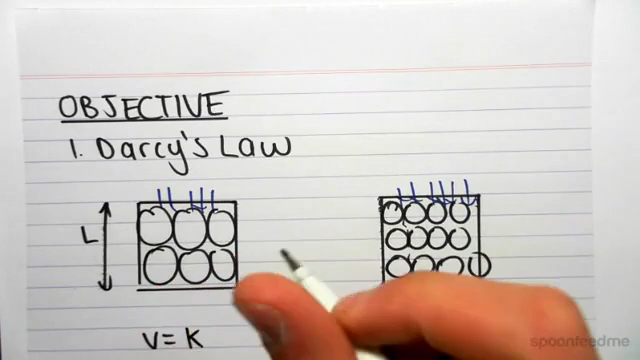 OBJECTIVE
1. Darcy's Law
L
V = K
spoonfeedme